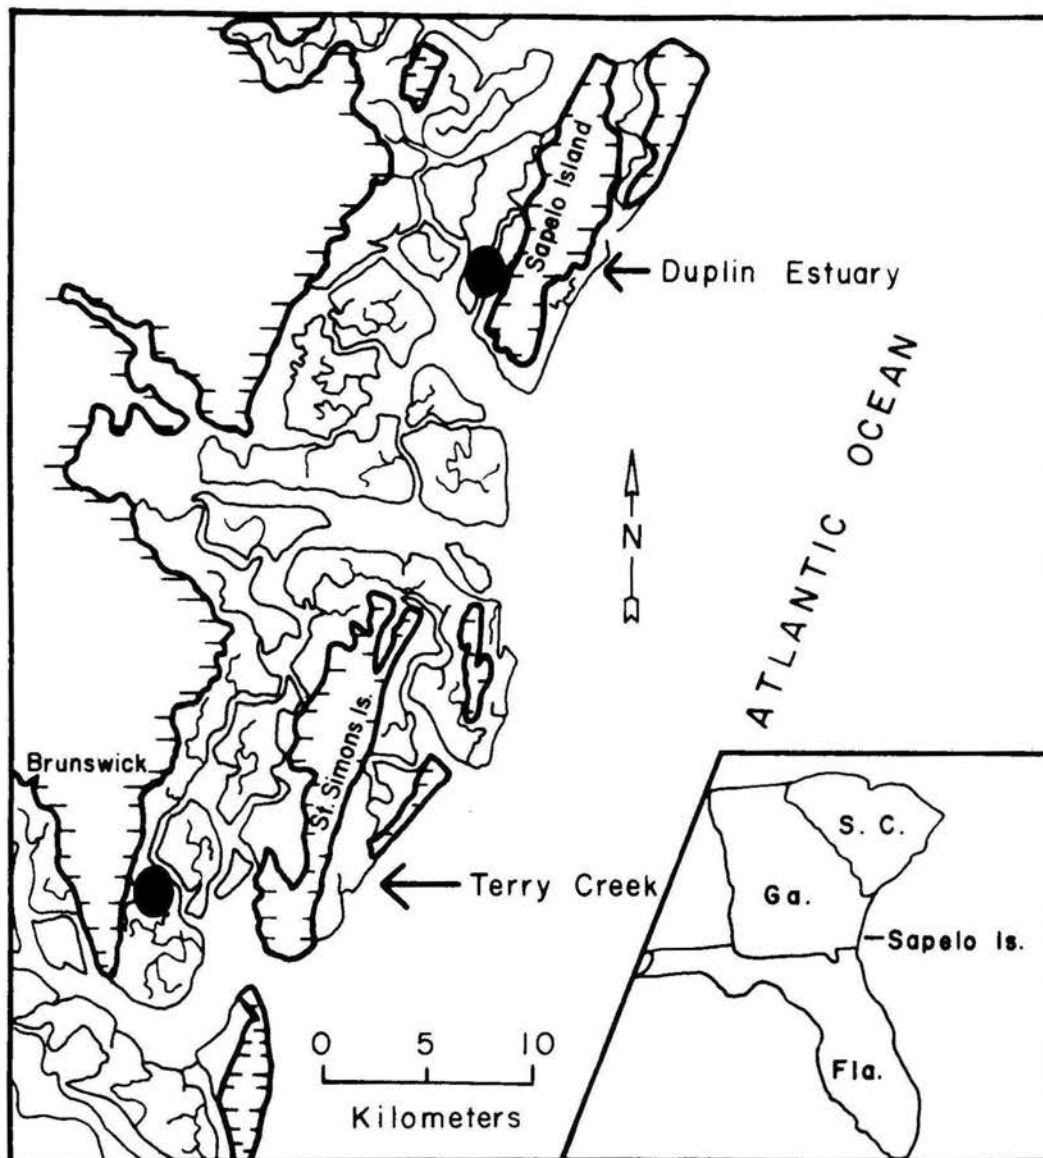 Sapelo Island
Duplin Estuary
ATLANTIC OCEAN
N
St. Simons Is.
Brunswick
Terry Creek
S. C.
Ga.
Sapelo Is.
Fla.
0 5 10
Kilometers